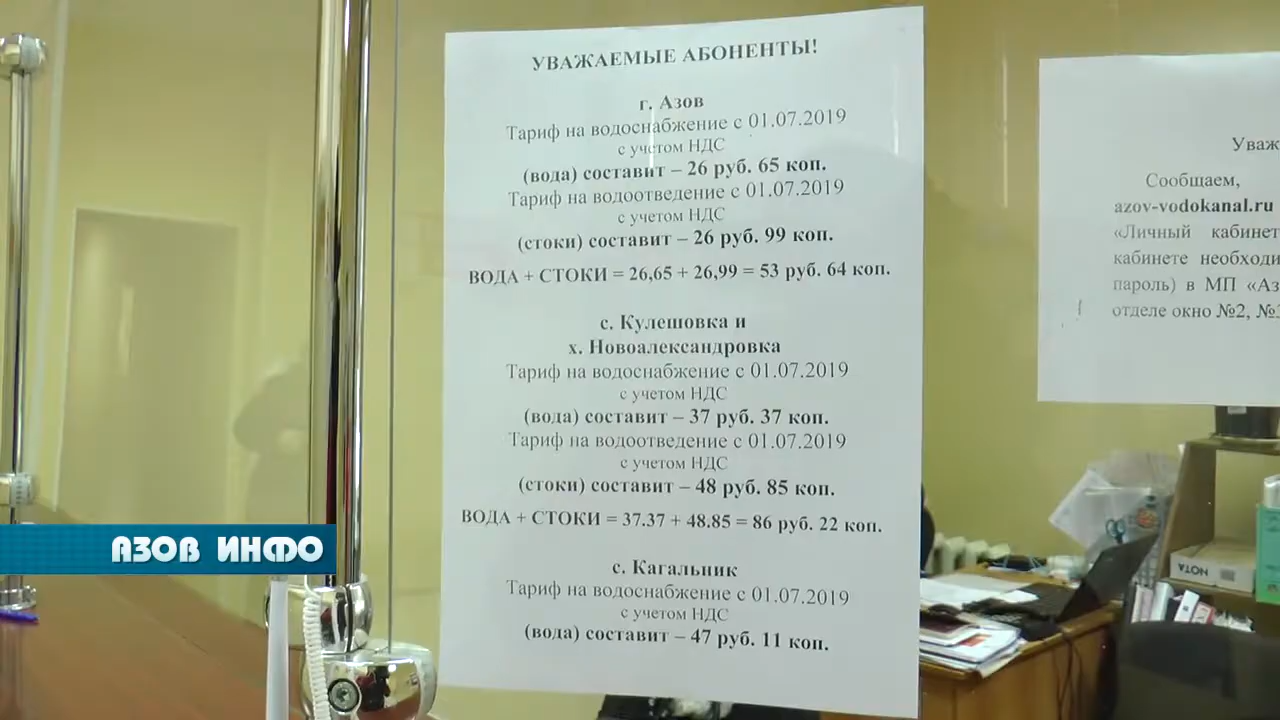 УВАЖАЕМЫЕ АБОНЕНТЫ!
г. Азов
Тариф на водоснабжение с 01.07.2019
с учетом НДС
(вода) составит – 26 руб. 65 коп.
Тариф на водоотведение с 01.07.2019
с учетом НДС
(стоки) составит – 26 руб. 99 коп.
ВОДА + СТОКИ = 26,65 + 26,99 = 53 руб. 64 коп.
с. Кулешовка и
х. Новоалександровка
Тариф на водоснабжение с 01.07.2019
с учетом НДС
(вода) составит – 37 руб. 37 коп.
Тариф на водоотведение с 01.07.2019
с учетом НДС
(стоки) составит – 48 руб. 85 коп.
ВОДА + СТОКИ = 37.37 + 48.85 = 86 руб. 22 коп.
с. Кагальник
Тариф на водоснабжение с 01.07.2019
с учетом НДС
(вода) составит – 47 руб. 11 коп.
Уваж
Сообщаем,
azov-vodokanal.ru
«Личный кабинет
кабинете необходи
пароль) в МП «Аз
отделе окно №2, №
NOTA
АЗОВ ИНФО